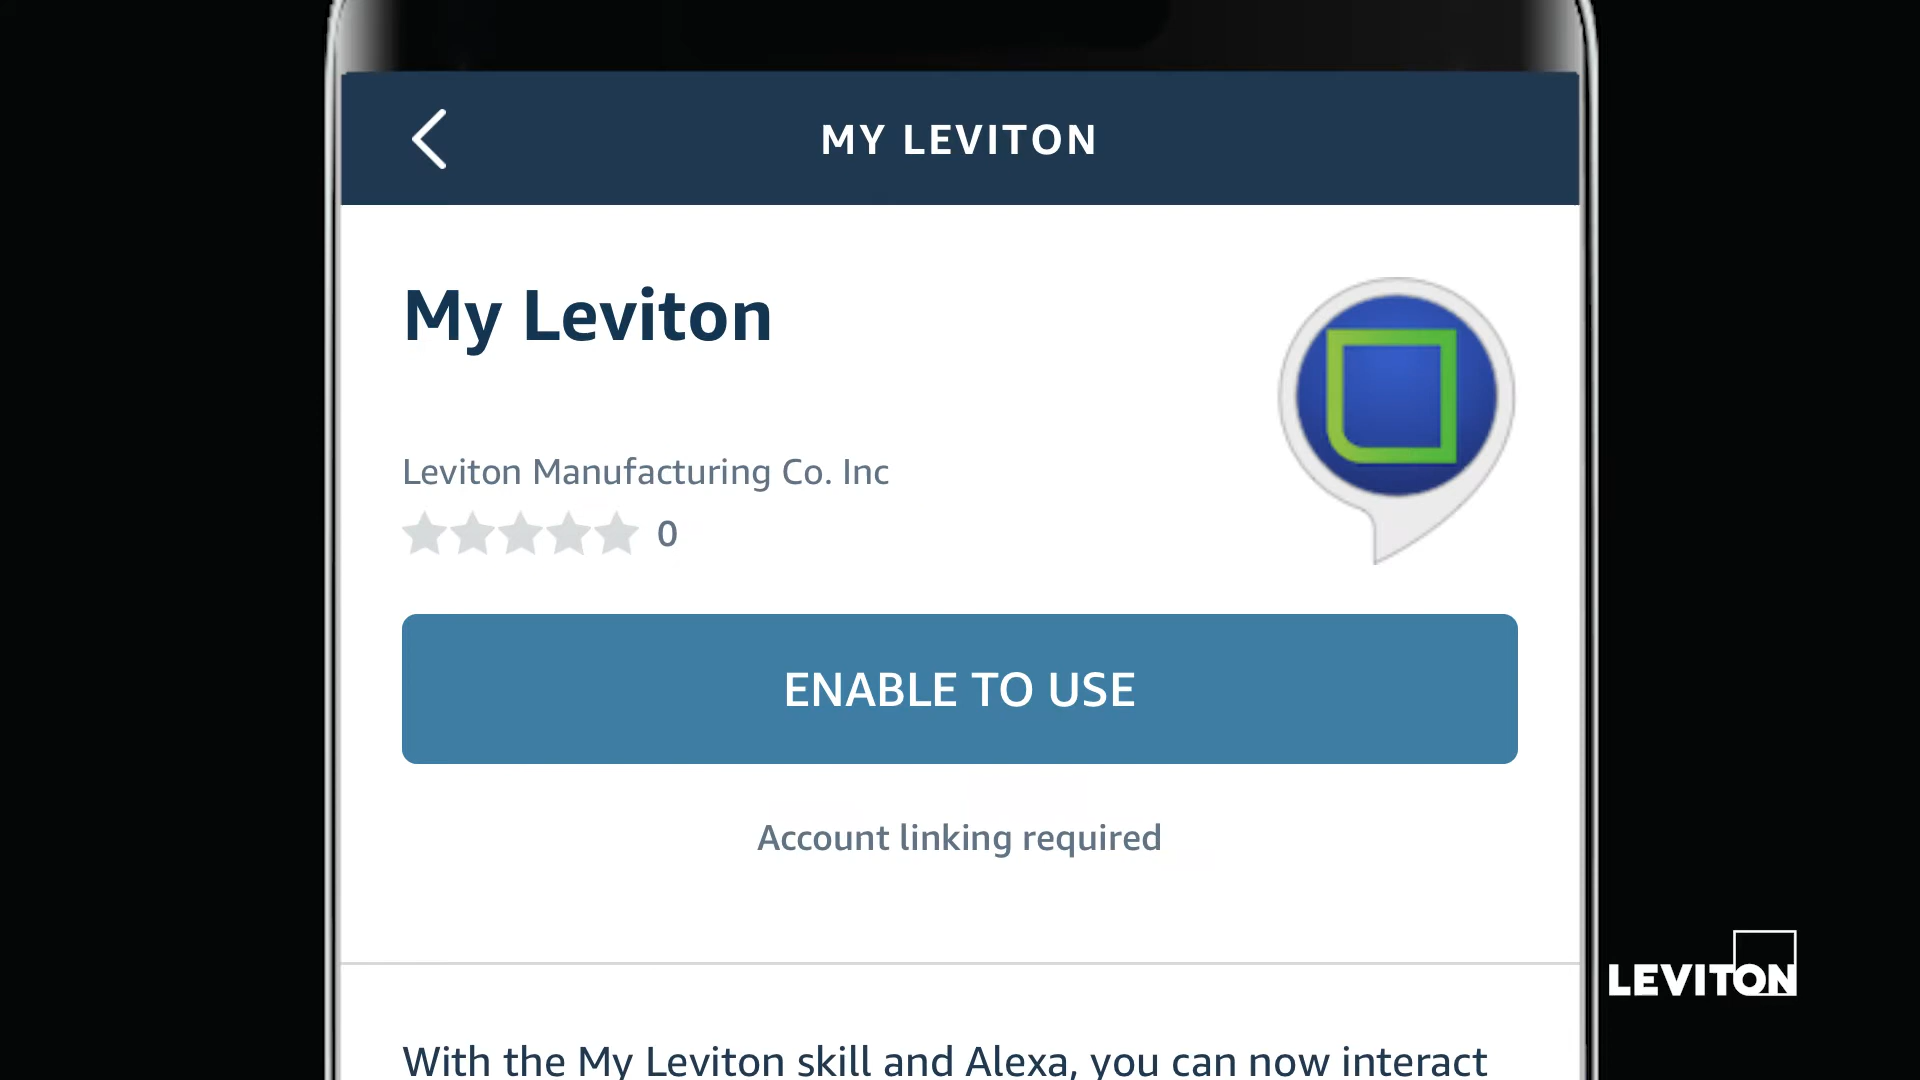 MY LEVITON
My Leviton
Leviton Manufacturing Co. Inc
0
ENABLE TO USE
Account linking required
LEVITON
With the My Leviton skill and Alexa, you can now interact